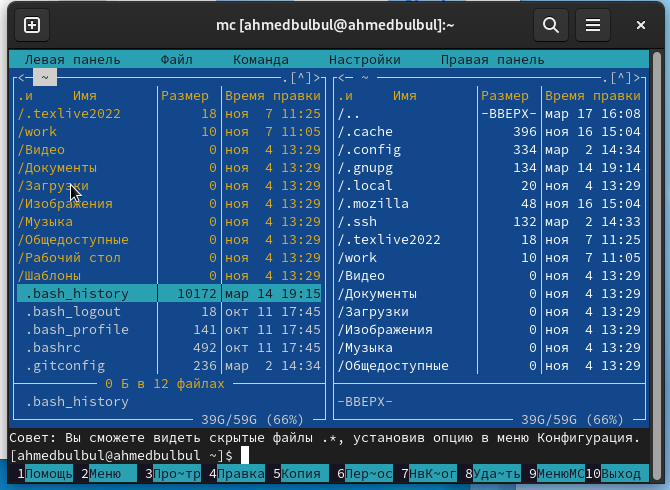 mc [ahmedbulbul@ahmedbulbul]:~
Левая панель Файл Команда Настройки Правая панель
<- ~ .[^]> <- ~ .[^]>
.и Имя Размер Время правки .и Имя Размер Время правки
/.texlive2022 18 ноя 7 11:25 /.. -ВВЕРХ- мар 17 16:08
/work 10 ноя 7 11:05 /.cache 396 ноя 16 15:04
/Видео 0 ноя 4 13:29 /.config 334 мар 2 14:34
/Документы 0 ноя 4 13:29 /.gnupg 134 мар 14 19:14
/Загрузки 0 ноя 4 13:29 /.local 20 ноя 4 13:29
/Изображения 0 ноя 4 13:29 /.mozilla 48 ноя 16 15:04
/Музыка 0 ноя 4 13:29 /.ssh 132 мар 2 14:33
/Общедоступные 0 ноя 4 13:29 /.texlive2022 18 ноя 7 11:25
/Рабочий стол 0 ноя 4 13:29 /work 10 ноя 7 11:05
/Шаблоны 0 ноя 4 13:29 /Видео 0 ноя 4 13:29
.bash_history 10172 мар 14 19:15 /Документы 0 ноя 4 13:29
.bash_logout 18 окт 11 17:45 /Загрузки 0 ноя 4 13:29
.bash_profile 141 окт 11 17:45 /Изображения 0 ноя 4 13:29
.bashrc 492 окт 11 17:45 /Музыка 0 ноя 4 13:29
.gitconfig 236 мар 2 14:34 /Общедоступные 0 ноя 4 13:29
0 Б в 12 файлах
.bash_history -ВВЕРХ-
39G/59G (66%) 39G/59G (66%)
Совет: Вы сможете видеть скрытые файлы .*, установив опцию в меню Конфигурация.
[ahmedbulbul@ahmedbulbul ~]$
1Помощь 2Меню 3Про~тр 4Правка 5Копия 6Пер~ос 7НвК~ог 8Уда~ть 9МенюMC 10Выход